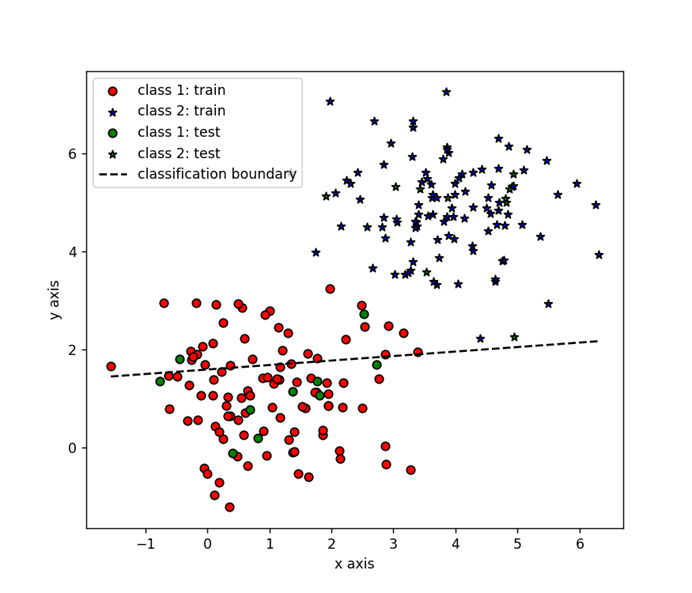 class 1: train
class 2: train
class 1: test
class 2: test
classification boundary
y axis
6
4
2
0
−1
0
1
2
3
4
5
6
x axis